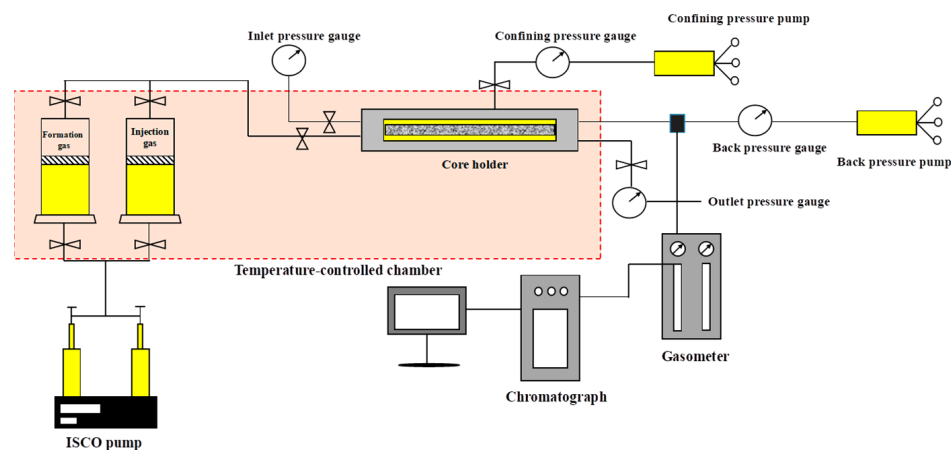 Confining pressure pump
Inlet pressure gauge
Confining pressure gauge
Formation
gas
Injection
gas
Core holder
Back pressure gauge
Back pressure pump
Outlet pressure gauge
Temperature-controlled chamber
Gasometer
Chromatograph
ISCO pump